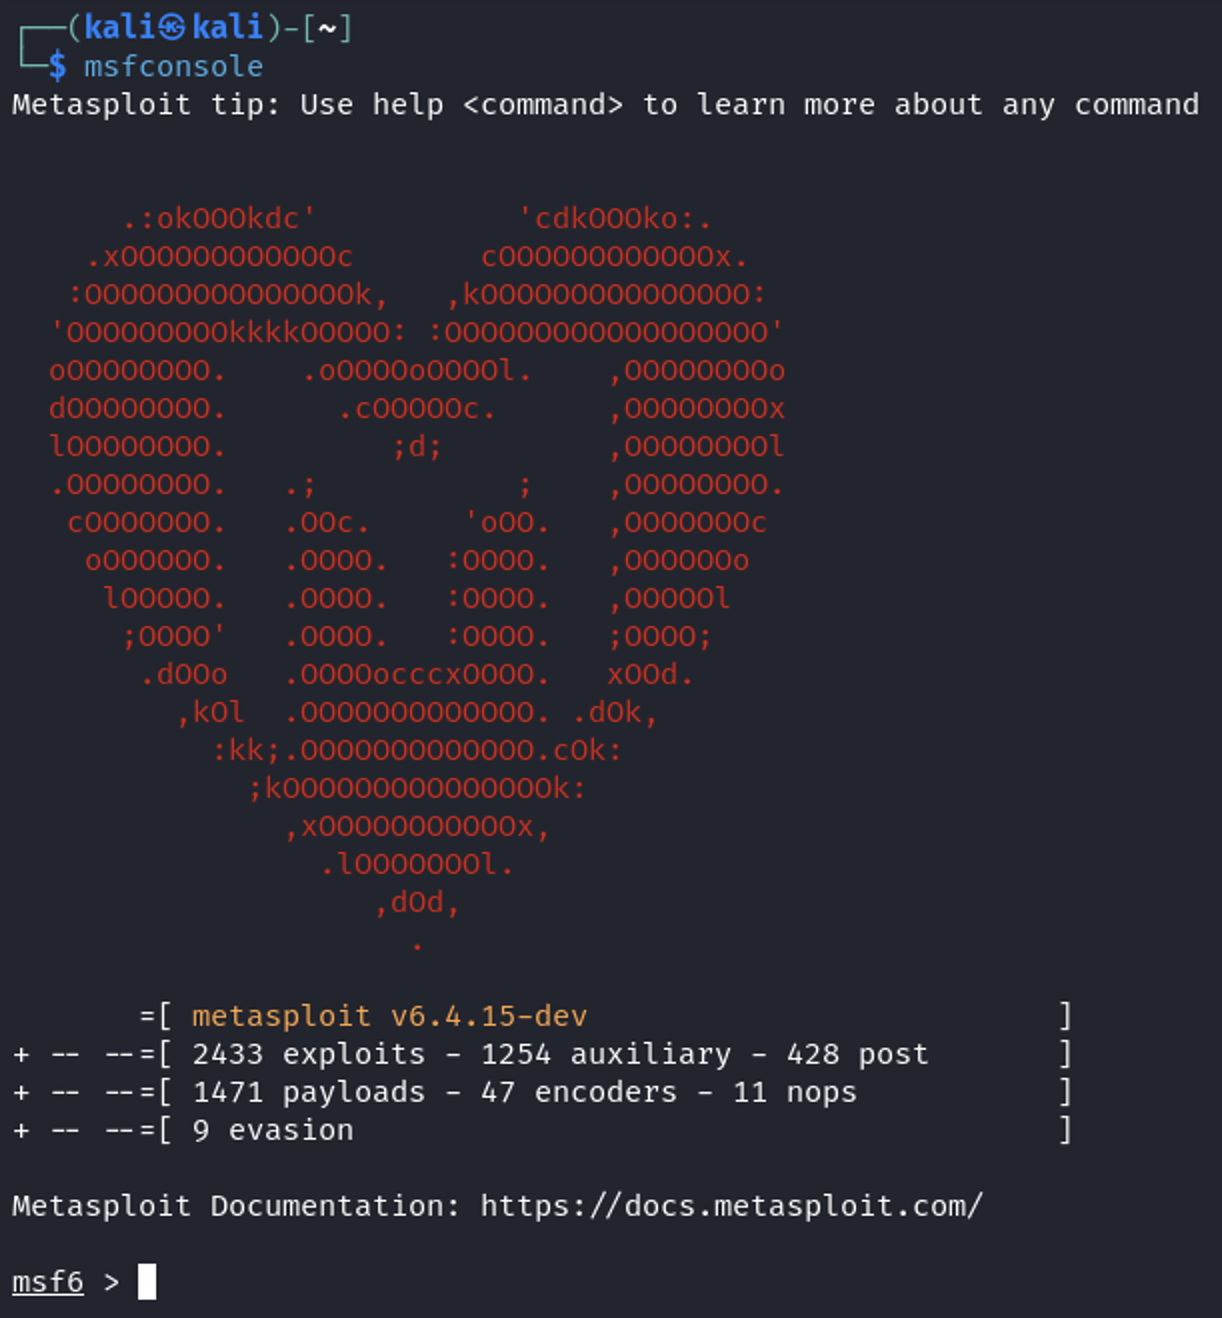 ┌──(kali㉿kali)-[~]
└─$ msfconsole
Metasploit tip: Use help <command> to learn more about any command
      .:okOOOkdc'           'cdkOOOko:.
    .xOOOOOOOOOOOOc       cOOOOOOOOOOOOx.
   :OOOOOOOOOOOOOOOk,   ,kOOOOOOOOOOOOOOO:
  'OOOOOOOOOkkkkOOOOO: :OOOOOOOOOOOOOOOOOO'
  oOOOOOOOO.    .oOOOOoOOOOl.    ,OOOOOOOOo
  dOOOOOOOO.      .cOOOOOc.      ,OOOOOOOOx
  lOOOOOOOO.         ;d;         ,OOOOOOOOl
  .OOOOOOOO.   .;           ;    ,OOOOOOOO.
   cOOOOOOO.   .OOc.     'oOO.   ,OOOOOOOc
    oOOOOOO.   .OOOO.   :OOOO.   ,OOOOOOo
     lOOOOO.   .OOOO.   :OOOO.   ,OOOOOl
      ;OOOO'   .OOOO.   :OOOO.   ;OOOO;
       .dOOo   .OOOOocccxOOOO.   xOOd.
         ,kOl  .OOOOOOOOOOOOO. .dOk,
           :kk;.OOOOOOOOOOOOO.cOk:
             ;kOOOOOOOOOOOOOOOk:
               ,xOOOOOOOOOOOx,
                 .lOOOOOOOl.
                    ,dOd,
                      .
       =[ metasploit v6.4.15-dev                          ]
+ -- --=[ 2433 exploits - 1254 auxiliary - 428 post       ]
+ -- --=[ 1471 payloads - 47 encoders - 11 nops           ]
+ -- --=[ 9 evasion                                       ]
Metasploit Documentation: https://docs.metasploit.com/
msf6 >